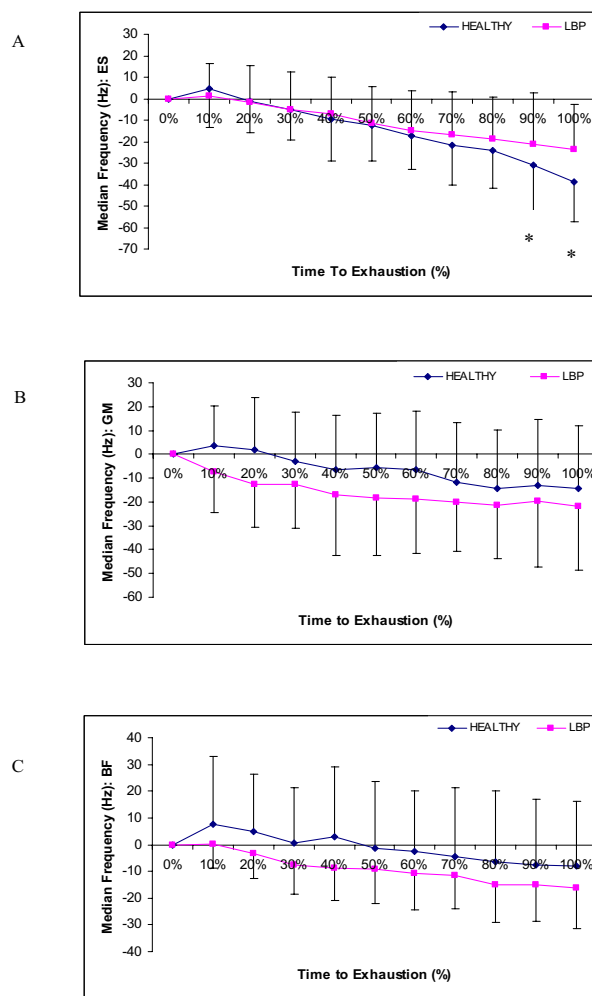 A
HEALTHY LBP
30
20
10
0
-10
-20
-30
-40
-50
-60
-70
0% 10% 20% 30% 40% 50% 60% 70% 80% 90% 100%
Median Frequency (Hz): ES
* *
Time To Exhaustion (%)
B
HEALTHY LBP
30
20
10
0
-10
-20
-30
-40
-50
-60
0% 10% 20% 30% 40% 50% 60% 70% 80% 90% 100%
Median Frequency (Hz): GM
Time to Exhaustion (%)
C
HEALTHY LBP
40
30
20
10
0
-10
-20
-30
-40
0% 10% 20% 30% 40% 50% 60% 70% 80% 90% 100%
Median Frequency (Hz): BF
Time to Exhaustion (%)